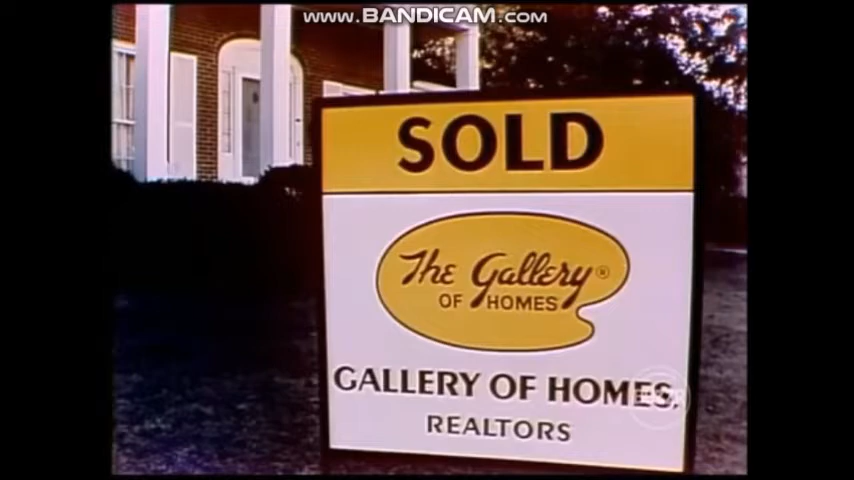 www.BANDICAM.com
SOLD
The Gallery®
OF HOMES
GALLERY OF HOMES,
REALTORS